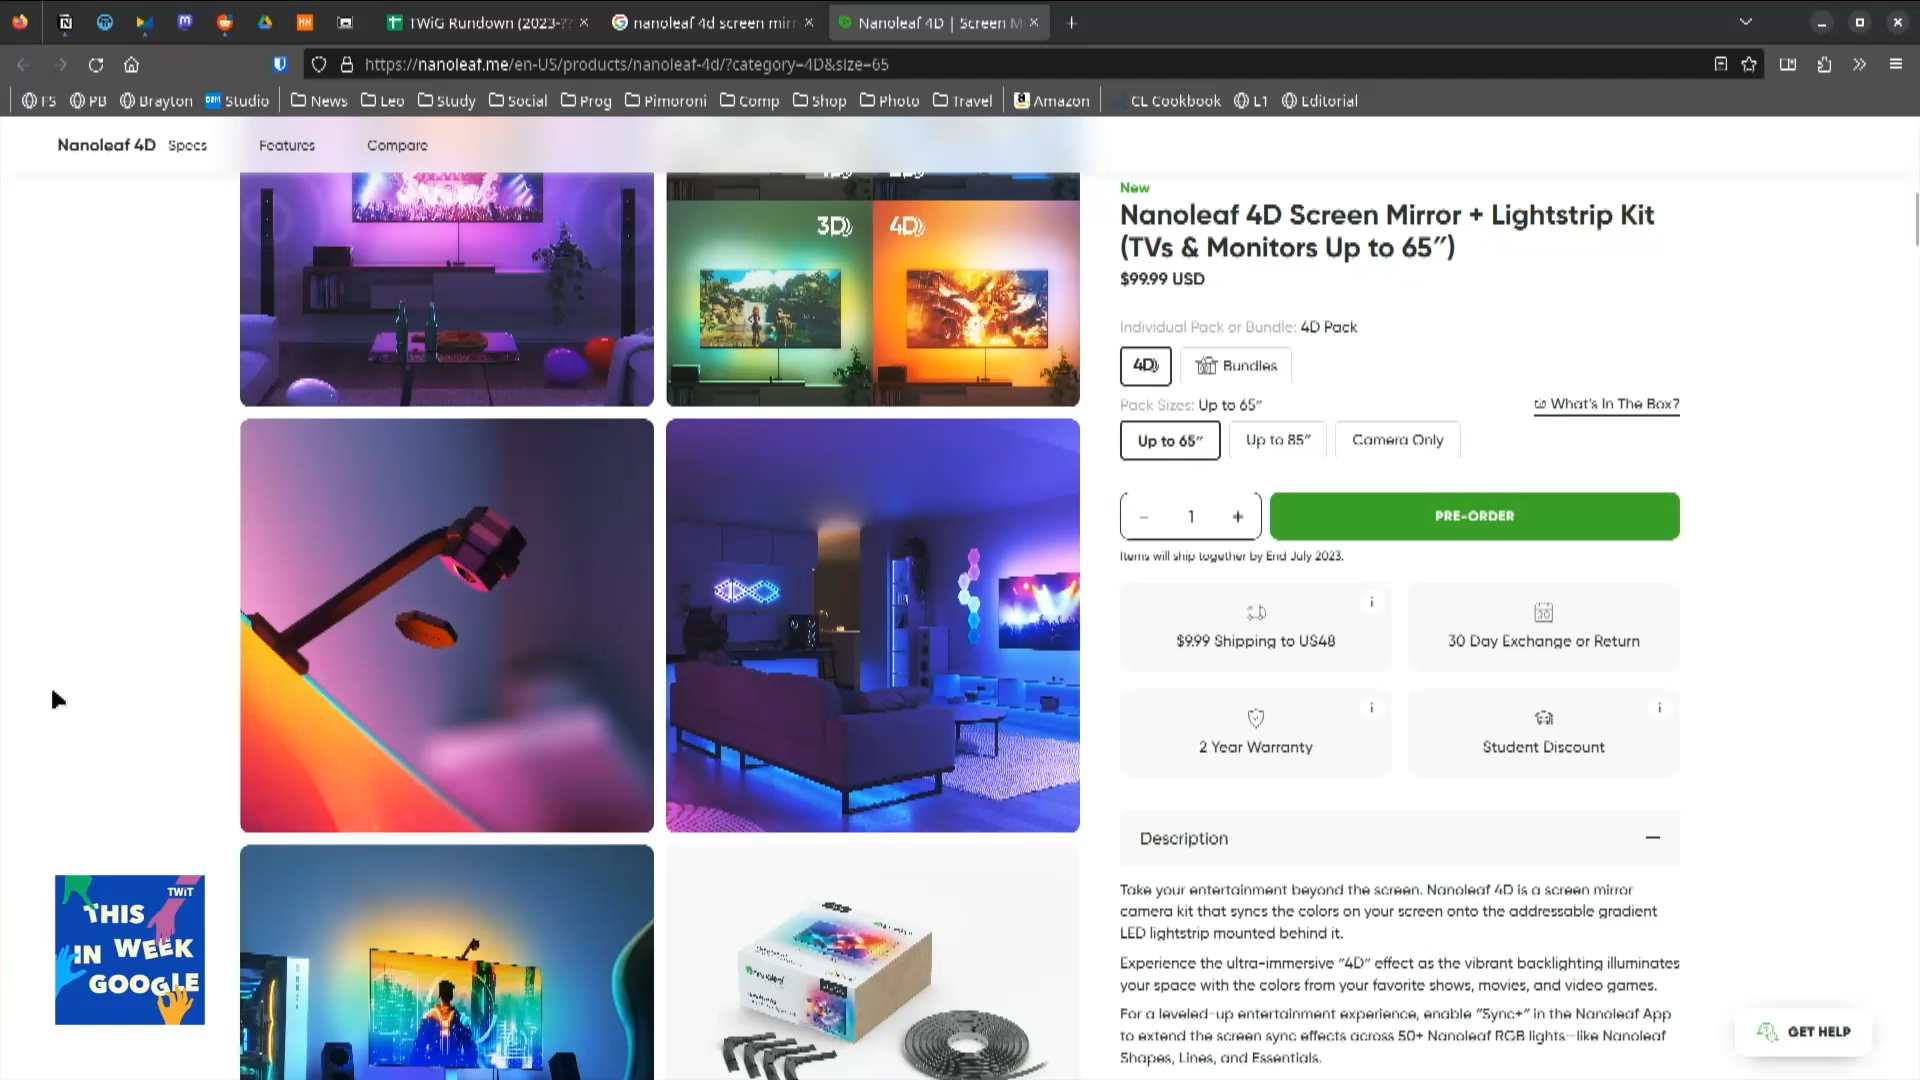 TWiG Rundown (2023-??
nanoleaf 4d screen mirr
Nanoleaf 4D | Screen M
https://nanoleaf.me/en-US/products/nanoleaf-4d/?category=4D&size=65
FS PB Brayton Studio News Leo Study Social Prog Pimoroni Comp Shop Photo Travel Amazon CL Cookbook L1 Editorial
Nanoleaf 4D Specs Features Compare
3D 4D
New
Nanoleaf 4D Screen Mirror + Lightstrip Kit
(TVs & Monitors Up to 65″)
$99.99 USD
Individual Pack or Bundle: 4D Pack
4D Bundles
Pack Sizes: Up to 65″
What's In The Box?
Up to 65″ Up to 85″ Camera Only
− 1 +
PRE-ORDER
Items will ship together by End July 2023.
$9.99 Shipping to US48
30 Day Exchange or Return
2 Year Warranty
Student Discount
Description
Take your entertainment beyond the screen. Nanoleaf 4D is a screen mirror
camera kit that syncs the colors on your screen onto the addressable gradient
LED lightstrip mounted behind it.
Experience the ultra-immersive "4D" effect as the vibrant backlighting illuminates
your space with the colors from your favorite shows, movies, and video games.
For a leveled-up entertainment experience, enable "Sync+" in the Nanoleaf App
to extend the screen sync effects across 50+ Nanoleaf RGB lights—like Nanoleaf
Shapes, Lines, and Essentials.
GET HELP
TWiT
THIS
IN WEEK
GOOGLE